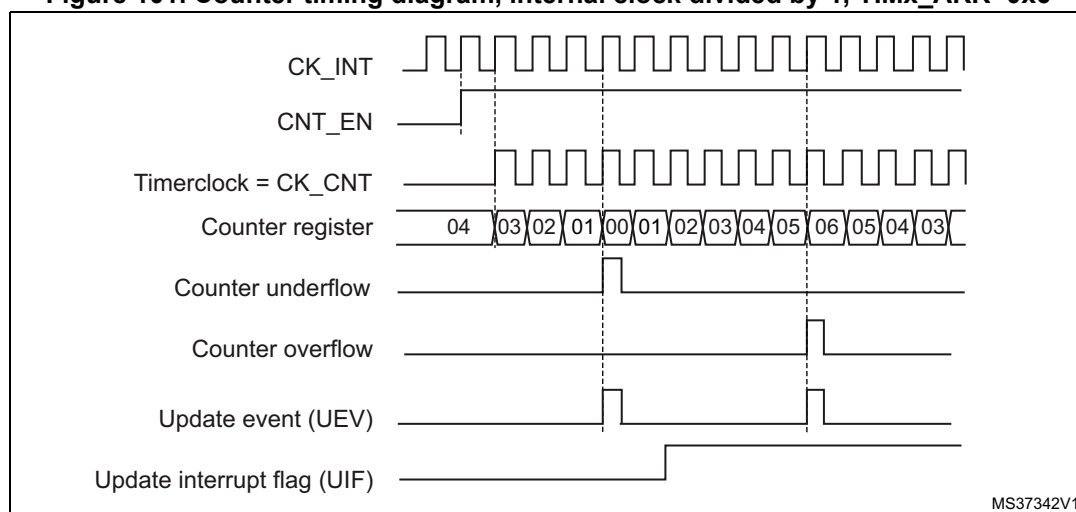 Figure 101. Counter timing diagram, internal clock divided by 1, TIMx_ARR=0x6
CK_INT
CNT_EN
Timerclock = CK_CNT
Counter register 04 03 02 01 00 01 02 03 04 05 06 05 04 03
Counter underflow
Counter overflow
Update event (UEV)
Update interrupt flag (UIF)
MS37342V1